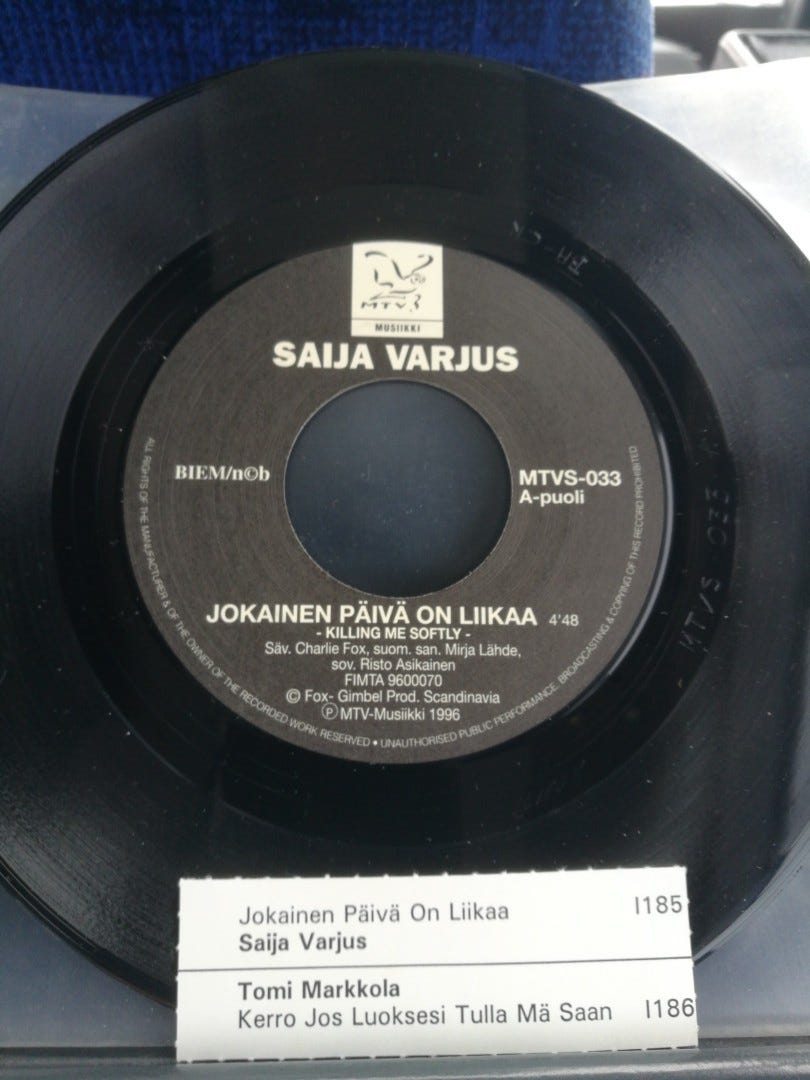 MTV3
MUSIIKKI
SAIJA VARJUS
BIEM/n©b
MTVS-033
A-puoli
JOKAINEN PÄIVÄ ON LIIKAA 4'48
- KILLING ME SOFTLY -
Säv. Charlie Fox, suom. san. Mirja Lähde,
sov. Risto Asikainen
FIMTA 9600070
© Fox- Gimbel Prod. Scandinavia
Ⓟ MTV-Musiikki 1996
ALL RIGHTS OF THE MANUFACTURER & OF THE OWNER OF THE RECORDED WORK RESERVED • UNAUTHORISED PUBLIC PERFORMANCE, BROADCASTING & COPYING OF THIS RECORD PROHIBITED
MTVS 033
Jokainen Päivä On Liikaa I185
Saija Varjus
Tomi Markkola
Kerro Jos Luoksesi Tulla Mä Saan I186